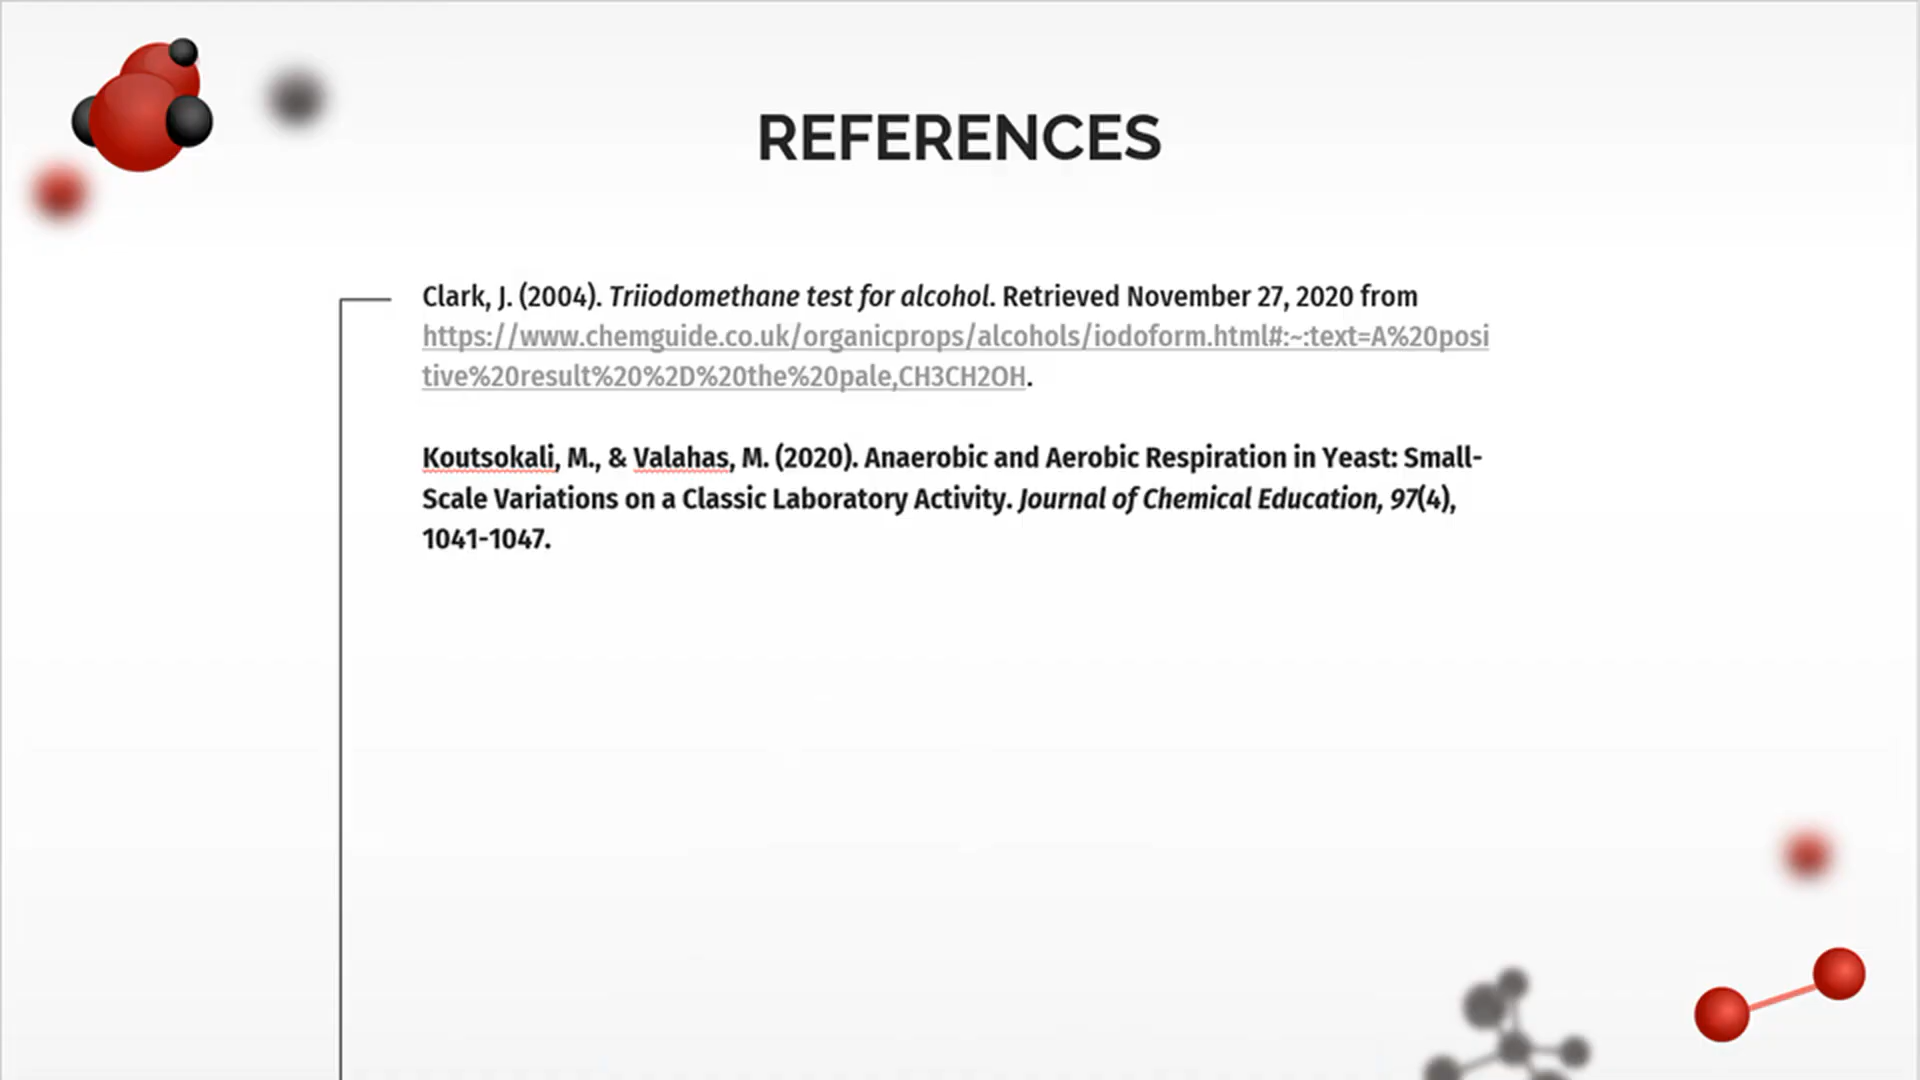 REFERENCES
Clark, J. (2004). Triiodomethane test for alcohol. Retrieved November 27, 2020 from
https://www.chemguide.co.uk/organicprops/alcohols/iodoform.html#:~:text=A%20posi
tive%20result%20%2D%20the%20pale,CH3CH2OH.
Koutsokali, M., & Valahas, M. (2020). Anaerobic and Aerobic Respiration in Yeast: Small-
Scale Variations on a Classic Laboratory Activity. Journal of Chemical Education, 97(4),
1041-1047.